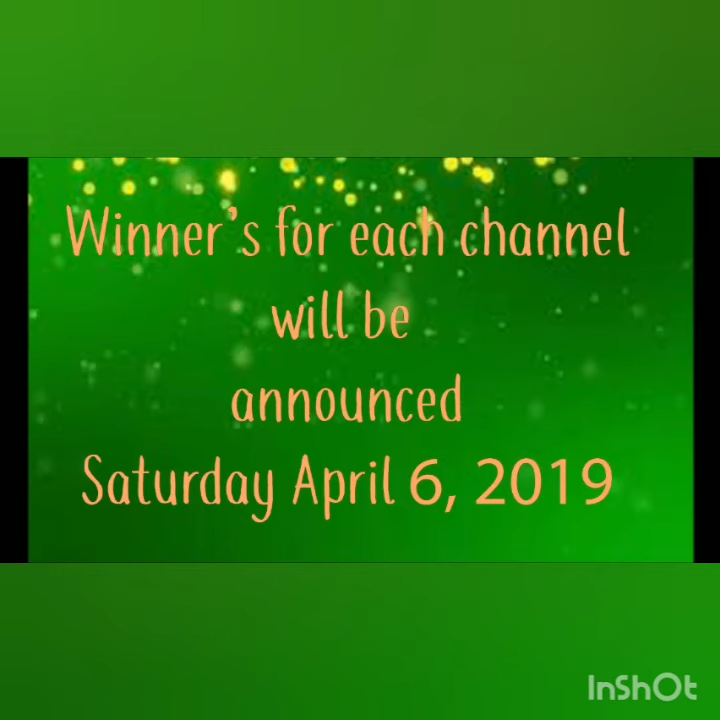 Winner's for each channel
will be
announced
Saturday April 6, 2019
InShOt